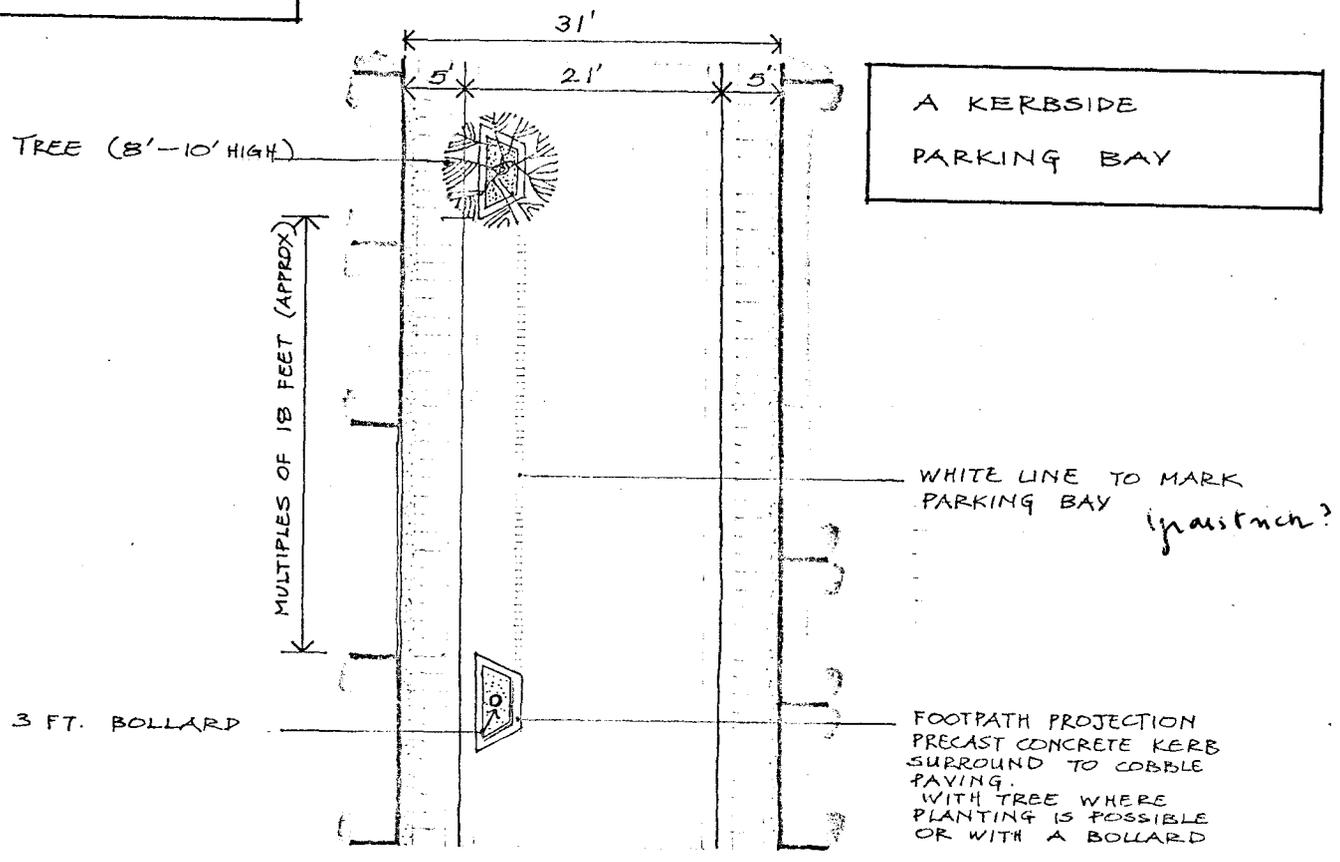 31'
5' 21' 5'
A KERBSIDE
PARKING BAY
TREE (8'-10' HIGH)
MULTIPLES OF 18 FEET (APPROX)
WHITE LINE TO MARK
PARKING BAY
3 FT. BOLLARD
FOOTPATH PROJECTION
PRECAST CONCRETE KERB
SURROUND TO COBBLE
PAVING.
WITH TREE WHERE
PLANTING IS POSSIBLE
OR WITH A BOLLARD